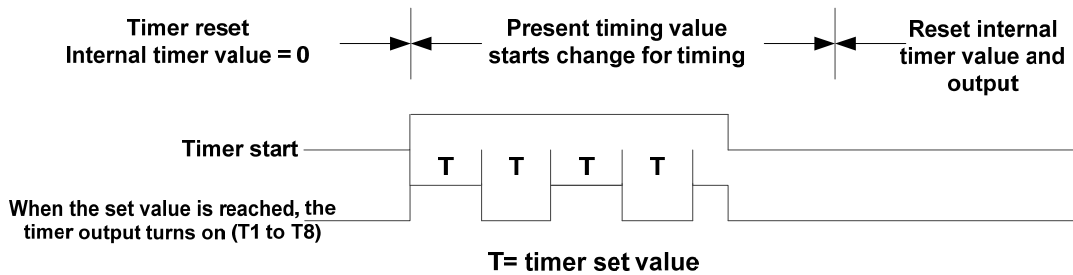 Timer reset
Internal timer value = 0
Present timing value
starts change for timing
Reset internal
timer value and
output
Timer start
T T T T
When the set value is reached, the
timer output turns on (T1 to T8)
T= timer set value